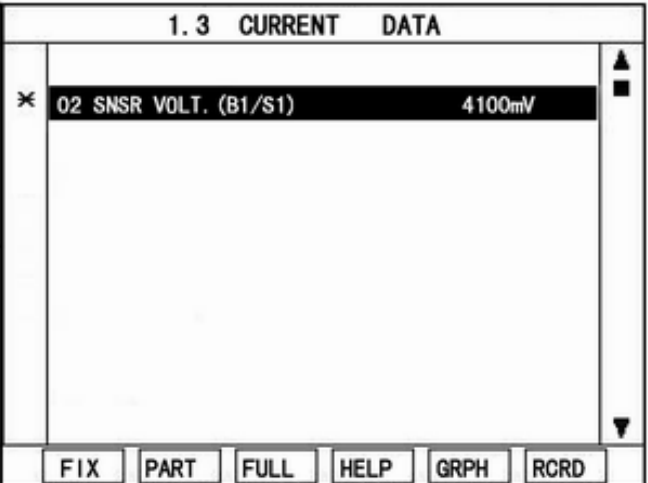 1.3 CURRENT DATA
* O2 SNSR VOLT.(B1/S1) 4100mV
FIX PART FULL HELP GRPH RCRD